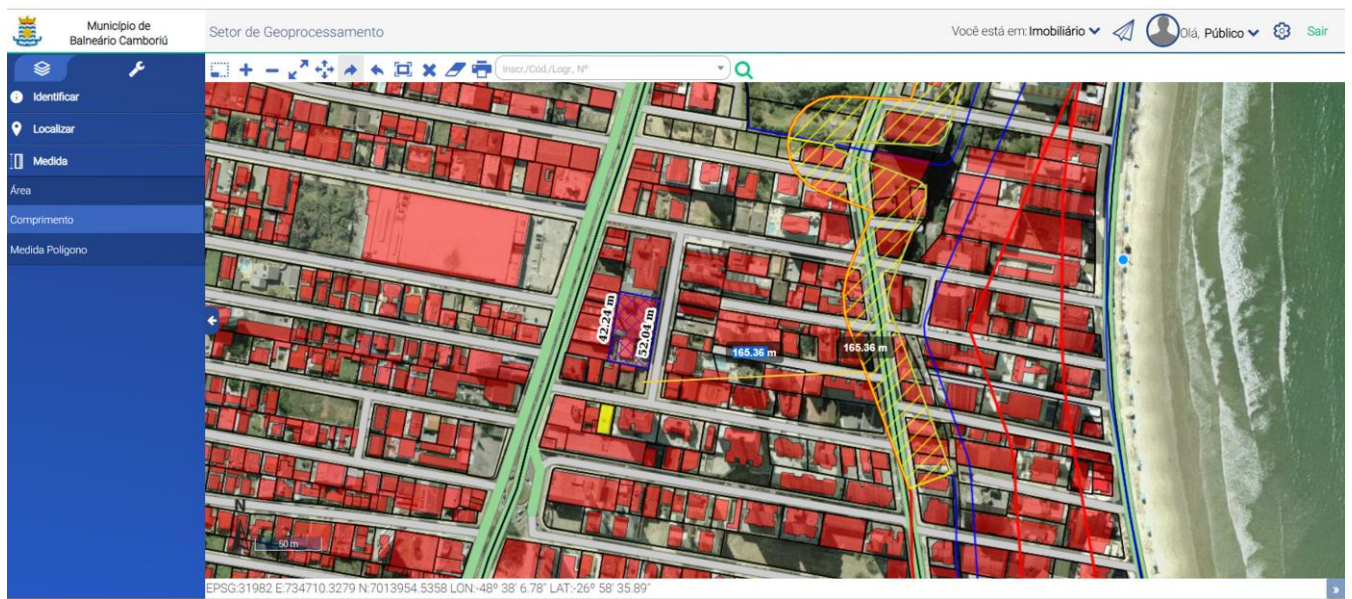 Município de
Balneário Camboriú
Setor de Geoprocessamento
Você está em: Imobiliário
Olá, Público
Sair
Inscr./Cód./Logr., Nº
Identificar
Localizar
Medida
Área
Comprimento
Medida Polígono
42.24 m
52.04 m
165.36 m
165.36 m
N
50 m
EPSG:31982 E:734710.3279 N:7013954.5358 LON:-48º 38' 6.78" LAT:-26º 58' 35.89"